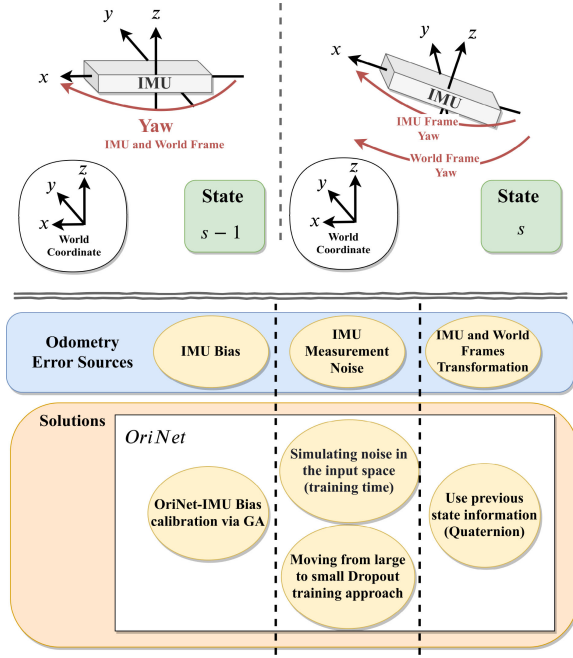 z
y
x
IMU
Yaw
IMU and World Frame
z
y
x
World
Coordinate
State
s − 1
z
y
x
IMU
IMU Frame
Yaw
World Frame
Yaw
z
y
x
World
Coordinate
State
s
Odometry
Error Sources
IMU Bias
IMU
Measurement
Noise
IMU and World
Frames
Transformation
Solutions
OriNet
OriNet-IMU Bias
calibration via GA
Simulating noise in
the input space
(training time)
Moving from large
to small Dropout
training approach
Use previous
state information
(Quaternion)